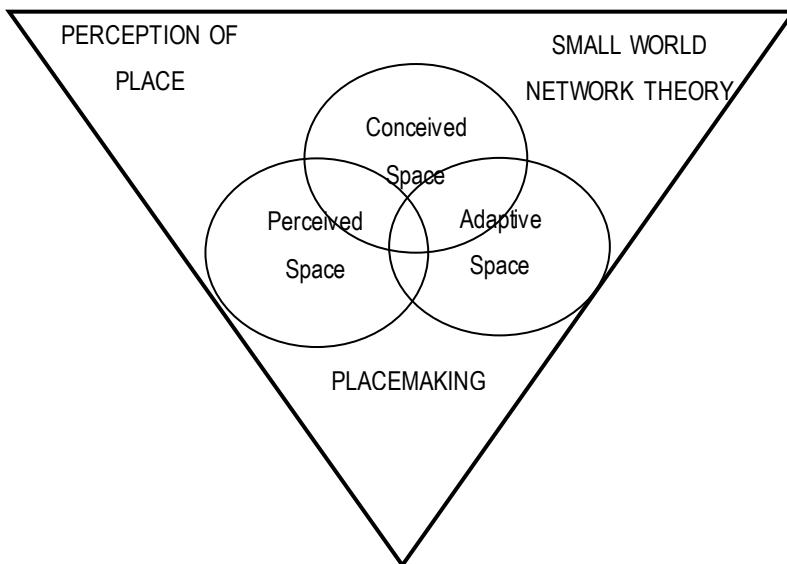 PERCEPTION OF
PLACE
SMALL WORLD
NETWORK THEORY
Conceived
Space
Perceived
Space
Adaptive
Space
PLACEMAKING